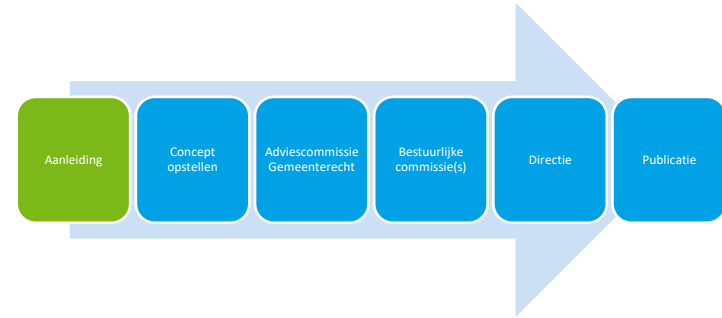 Aanleiding
Concept
opstellen
Adviescommissie
Gemeenterecht
Bestuurlijke
commissie(s)
Directie
Publicatie